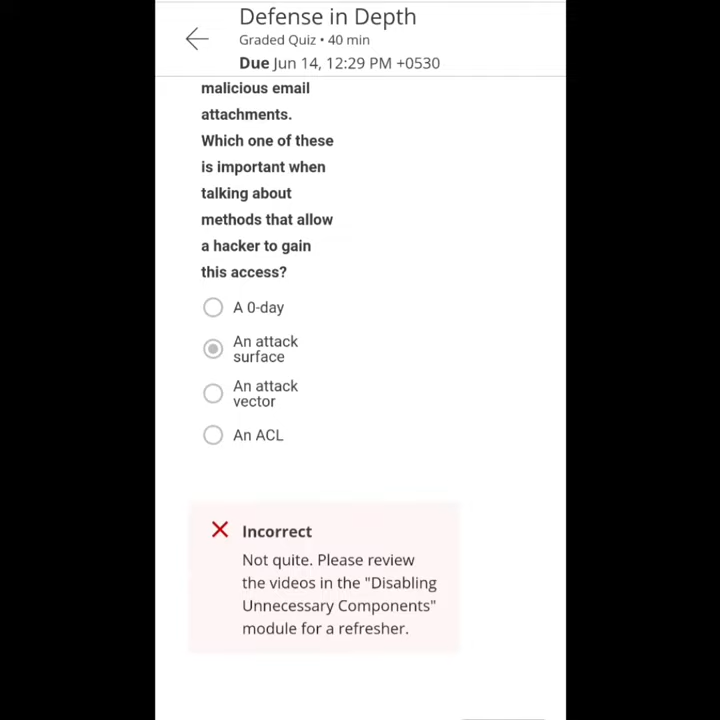 Defense in Depth
Graded Quiz • 40 min
Due Jun 14, 12:29 PM +0530
malicious email
attachments.
Which one of these
is important when
talking about
methods that allow
a hacker to gain
this access?
A 0-day
An attack
surface
An attack
vector
An ACL
Incorrect
Not quite. Please review
the videos in the "Disabling
Unnecessary Components"
module for a refresher.